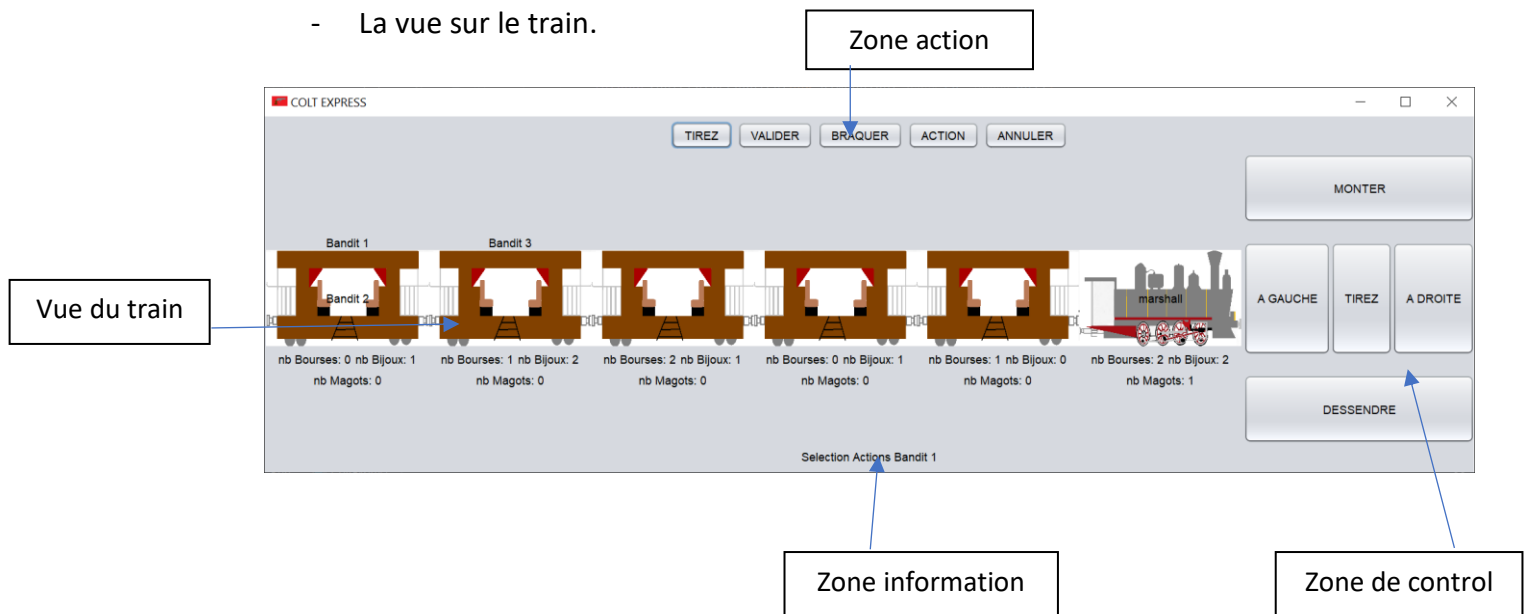 - La vue sur le train.
Zone action
COLT EXPRESS
TIREZ VALIDER BRAQUER ACTION ANNULER
MONTER
Bandit 1 Bandit 3
Vue du train
Bandit 2 marshall A GAUCHE TIREZ A DROITE
nb Bourses: 0 nb Bijoux: 1 nb Bourses: 1 nb Bijoux: 2 nb Bourses: 2 nb Bijoux: 1 nb Bourses: 0 nb Bijoux: 1 nb Bourses: 1 nb Bijoux: 0 nb Bourses: 2 nb Bijoux: 2
nb Magots: 0 nb Magots: 0 nb Magots: 0 nb Magots: 0 nb Magots: 0 nb Magots: 1
DESSENDRE
Selection Actions Bandit 1
Zone information Zone de control